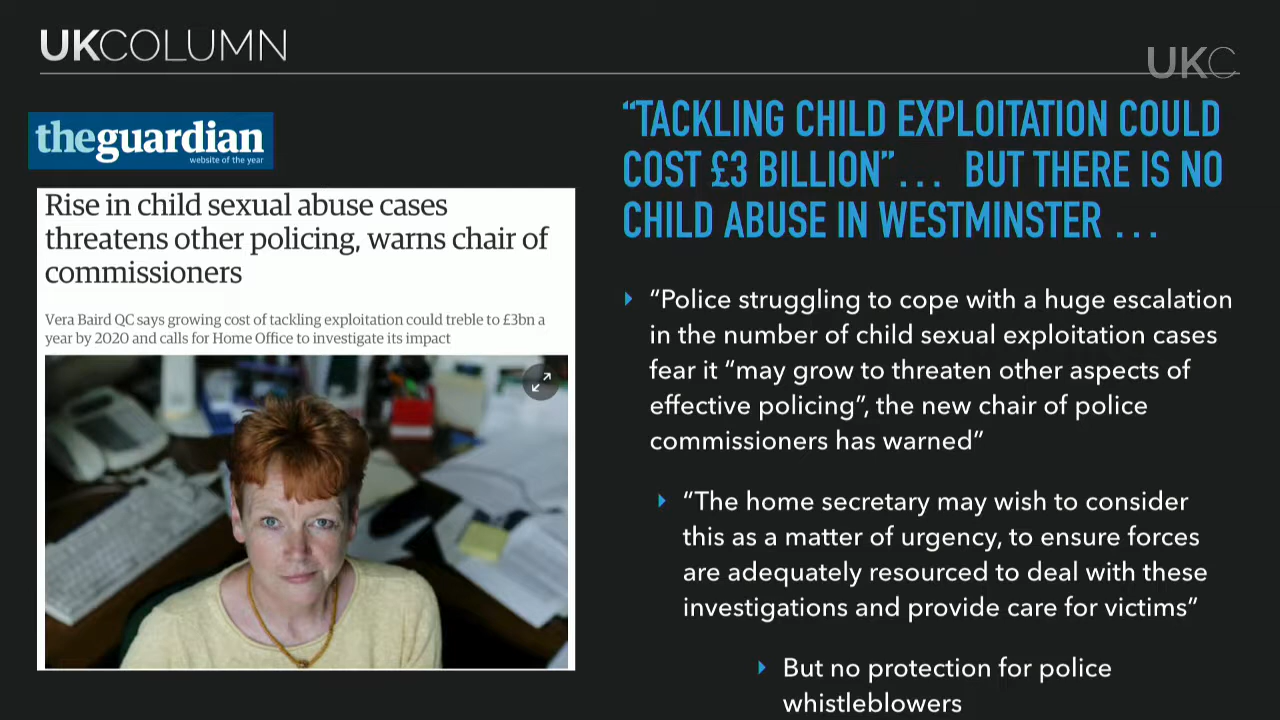 UKCOLUMN
UKC
theguardian
website of the year
Rise in child sexual abuse cases
threatens other policing, warns chair of
commissioners
Vera Baird QC says growing cost of tackling exploitation could treble to £3bn a
year by 2020 and calls for Home Office to investigate its impact
“TACKLING CHILD EXPLOITATION COULD
COST £3 BILLION” ... BUT THERE IS NO
CHILD ABUSE IN WESTMINSTER ...
“Police struggling to cope with a huge escalation
in the number of child sexual exploitation cases
fear it “may grow to threaten other aspects of
effective policing”, the new chair of police
commissioners has warned”
“The home secretary may wish to consider
this as a matter of urgency, to ensure forces
are adequately resourced to deal with these
investigations and provide care for victims”
But no protection for police
whistleblowers